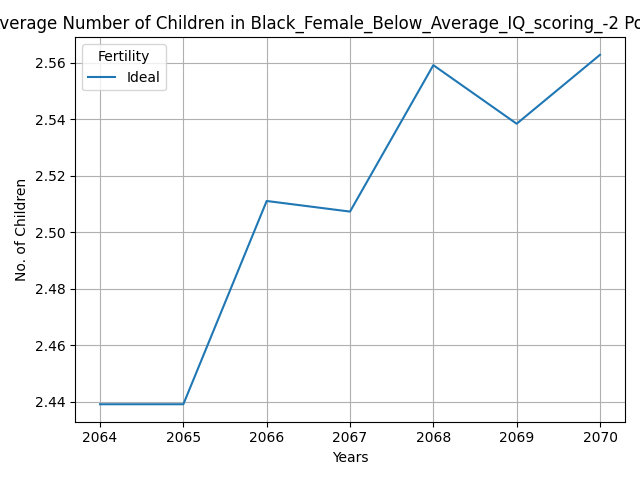 verage Number of Children in Black_Female_Below_Average_IQ_scoring_-2 Po
Fertility
Ideal
2.56
2.54
2.52
2.50
2.48
2.46
2.44
No. of Children
2064 2065 2066 2067 2068 2069 2070
Years